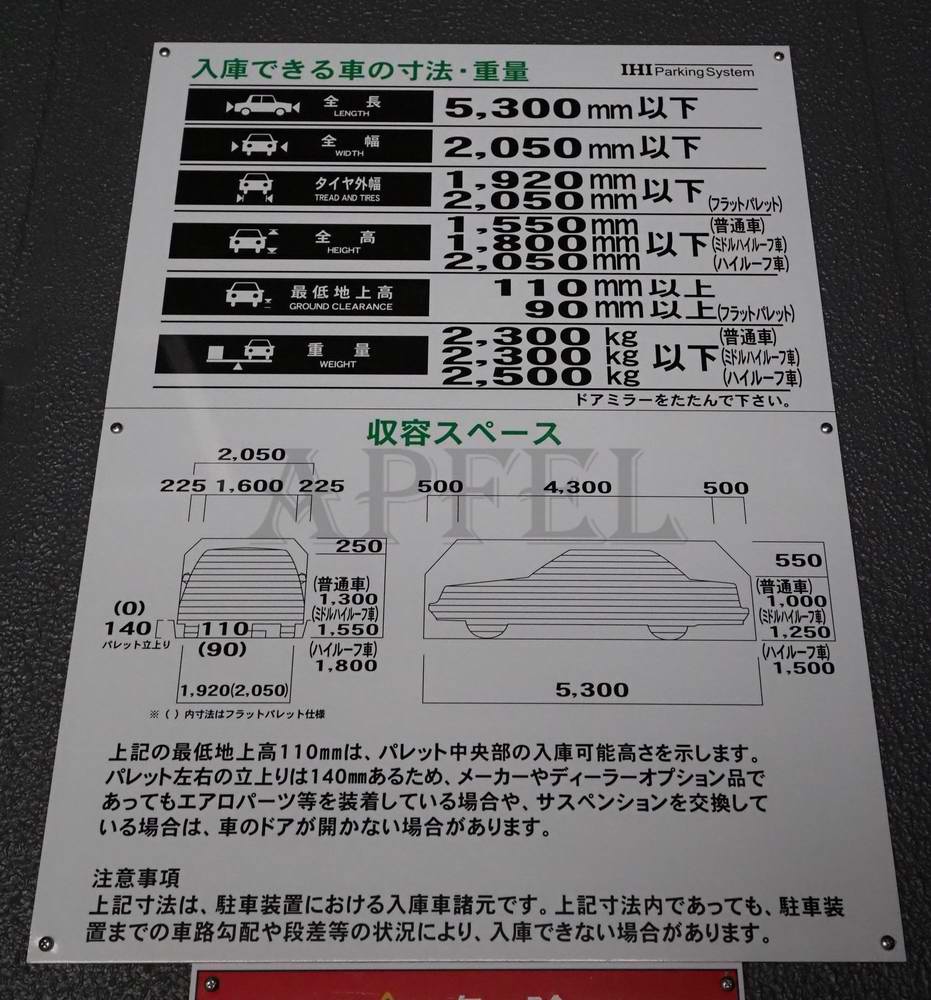 入庫できる車の寸法・重量 IHI Parking System
全長 LENGTH 5,300mm以下
全幅 WIDTH 2,050mm以下
タイヤ外幅 TREAD AND TIRES 1,920mm 以下
2,050mm (フラットパレット)
全高 HEIGHT 1,550mm 以下 (普通車)
1,800mm (ミドルハイルーフ車)
2,050mm (ハイルーフ車)
最低地上高 GROUND CLEARANCE 110mm以上
90mm以上(フラットパレット)
重量 WEIGHT 2,300kg 以下 (普通車)
2,300kg (ミドルハイルーフ車)
2,500kg (ハイルーフ車)
ドアミラーをたたんで下さい。
収容スペース
APFEL
2,050
225 1,600 225
250
(普通車)
1,300
(ミドルハイルーフ車)
1,550
(ハイルーフ車)
1,800
(0)
140
パレット立上り
110
(90)
1,920(2,050)
※( )内寸法はフラットパレット仕様
500 4,300 500
550
(普通車)
1,000
(ミドルハイルーフ車)
1,250
(ハイルーフ車)
1,500
5,300
上記の最低地上高110mmは、パレット中央部の入庫可能高さを示します。
パレット左右の立上りは140mmあるため、メーカーやディーラーオプション品で
あってもエアロパーツ等を装着している場合や、サスペンションを交換して
いる場合は、車のドアが開かない場合があります。
注意事項
上記寸法は、駐車装置における入庫車諸元です。上記寸法内であっても、駐車装
置までの車路勾配や段差等の状況により、入庫できない場合があります。